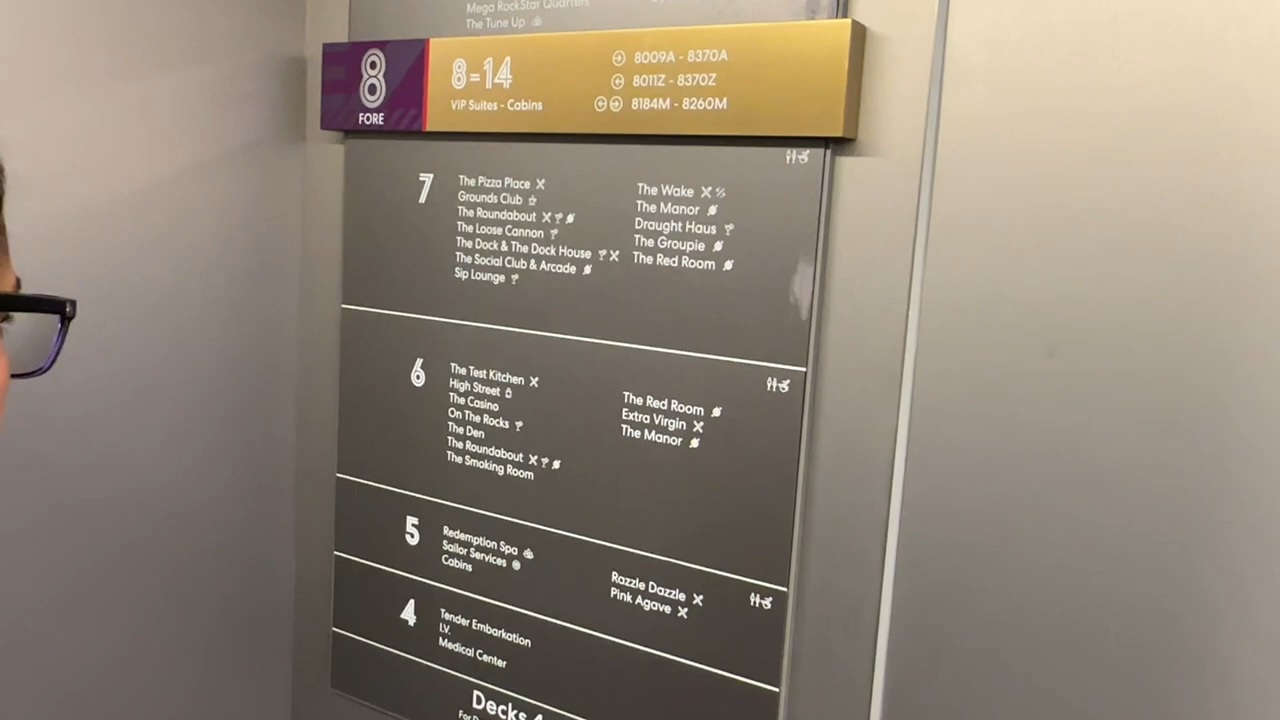 Mega RockStar Quarters
The Tune Up
8
FORE
8-14
VIP Suites - Cabins
8009A - 8370A
8011Z - 8370Z
8184M - 8260M
7
The Pizza Place
Grounds Club
The Roundabout
The Loose Cannon
The Dock & The Dock House
The Social Club & Arcade
Sip Lounge
The Wake
The Manor
Draught Haus
The Groupie
The Red Room
6
The Test Kitchen
High Street
The Casino
On The Rocks
The Den
The Roundabout
The Smoking Room
The Red Room
Extra Virgin
The Manor
5
Redemption Spa
Sailor Services
Cabins
Razzle Dazzle
Pink Agave
4
Tender Embarkation
I.V.
Medical Center
Decks